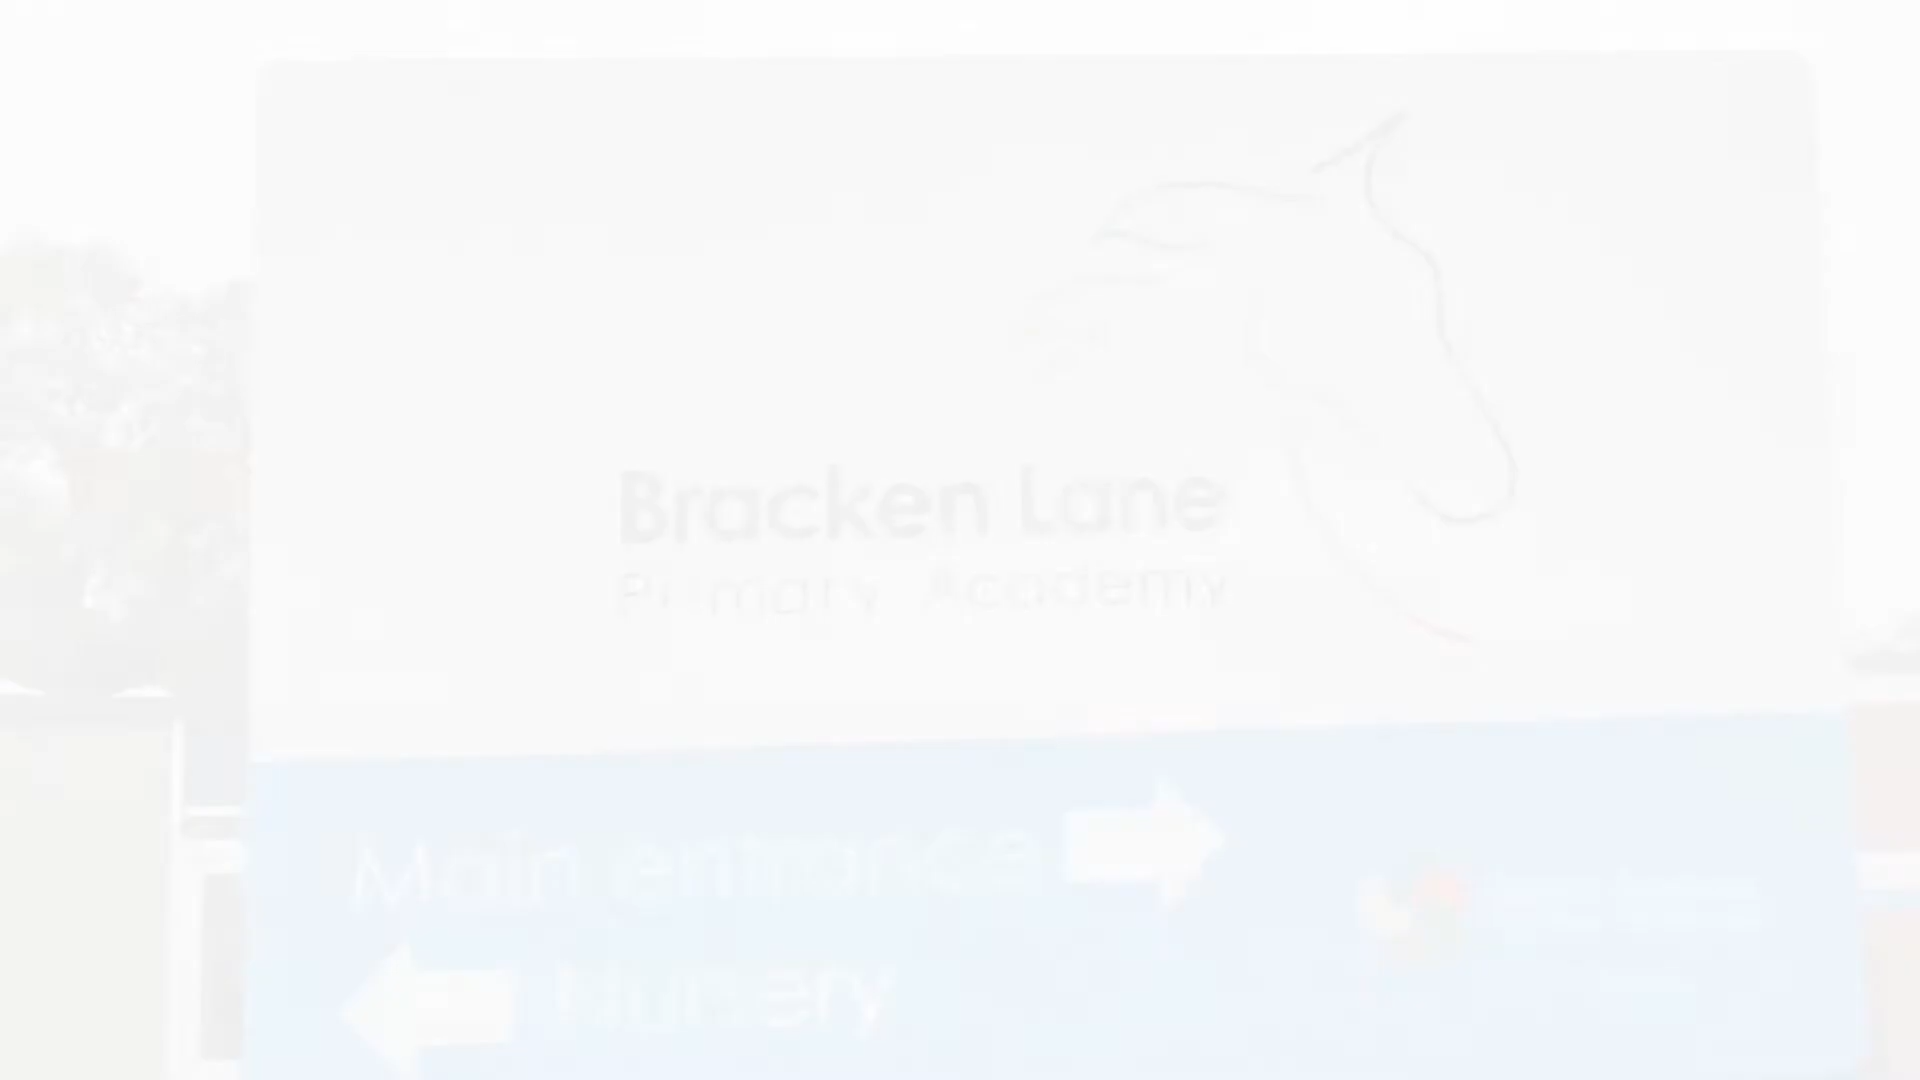 Bracken Lane
Primary Academy
Main entrance
Nursery